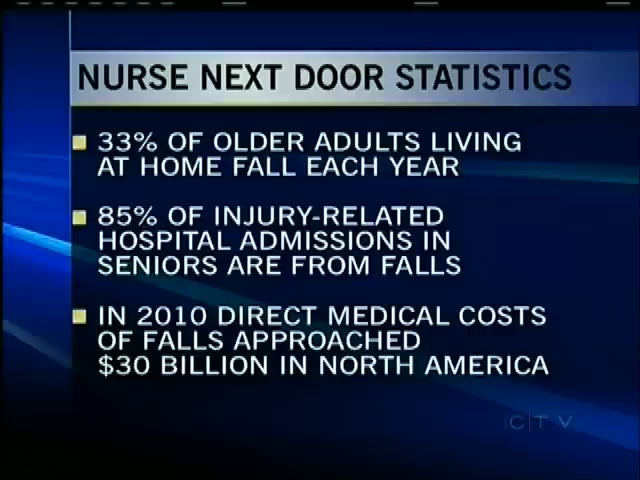 NURSE NEXT DOOR STATISTICS
33% OF OLDER ADULTS LIVING
AT HOME FALL EACH YEAR
85% OF INJURY-RELATED
HOSPITAL ADMISSIONS IN
SENIORS ARE FROM FALLS
IN 2010 DIRECT MEDICAL COSTS
OF FALLS APPROACHED
$30 BILLION IN NORTH AMERICA
CTV